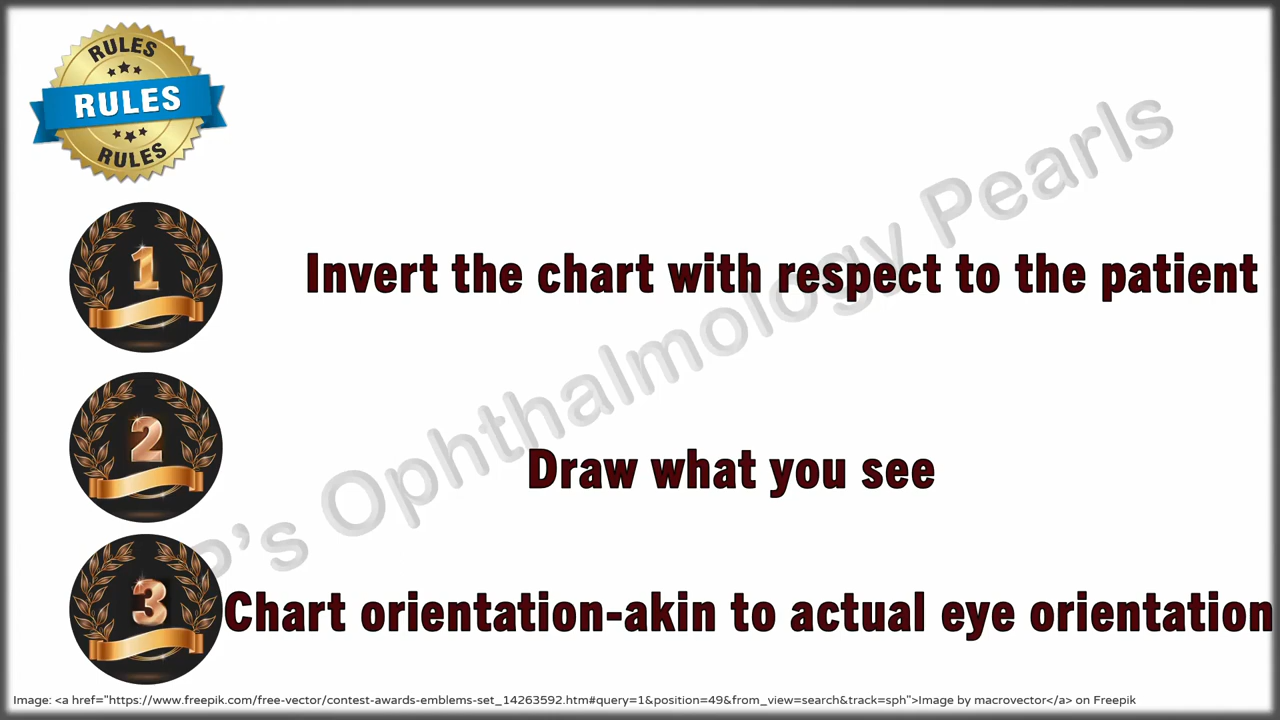 RULES
RULES
RULES
1
Invert the chart with respect to the patient
2
Draw what you see
3
Chart orientation-akin to actual eye orientation
P's Ophthalmology Pearls
Image: <a href="https://www.freepik.com/free-vector/contest-awards-emblems-set_14263592.htm#query=1&position=49&from_view=search&track=sph">Image by macrovector</a> on Freepik